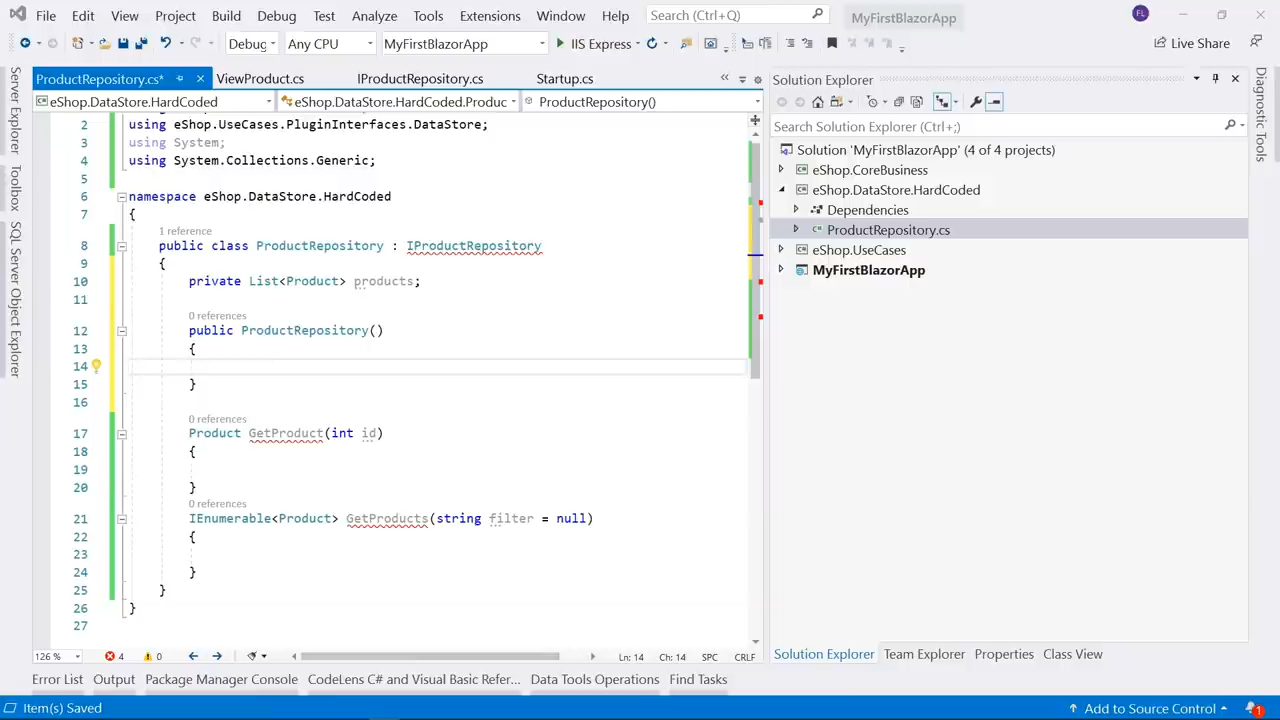 File Edit View Project Build Debug Test Analyze Tools Extensions Window Help Search (Ctrl+Q) MyFirstBlazorApp FL
Debug Any CPU MyFirstBlazorApp IIS Express Live Share
ProductRepository.cs* ViewProduct.cs IProductRepository.cs Startup.cs
eShop.DataStore.HardCoded eShop.DataStore.HardCoded.Produc ProductRepository()
2 using eShop.UseCases.PluginInterfaces.DataStore;
3 using System;
4 using System.Collections.Generic;
5
6 namespace eShop.DataStore.HardCoded
7 {
1 reference
8 public class ProductRepository : IProductRepository
9 {
10 private List<Product> products;
11
0 references
12 public ProductRepository()
13 {
14
15 }
16
0 references
17 Product GetProduct(int id)
18 {
19
20 }
0 references
21 IEnumerable<Product> GetProducts(string filter = null)
22 {
23
24 }
25 }
26 }
27
126 % 4 0 Ln: 14 Ch: 14 SPC CRLF
Error List Output Package Manager Console CodeLens C# and Visual Basic Refer... Data Tools Operations Find Tasks
Item(s) Saved Add to Source Control 1
Server Explorer
Toolbox
SQL Server Object Explorer
Solution Explorer
Search Solution Explorer (Ctrl+;)
Solution 'MyFirstBlazorApp' (4 of 4 projects)
eShop.CoreBusiness
eShop.DataStore.HardCoded
Dependencies
ProductRepository.cs
eShop.UseCases
MyFirstBlazorApp
Solution Explorer Team Explorer Properties Class View
Diagnostic Tools